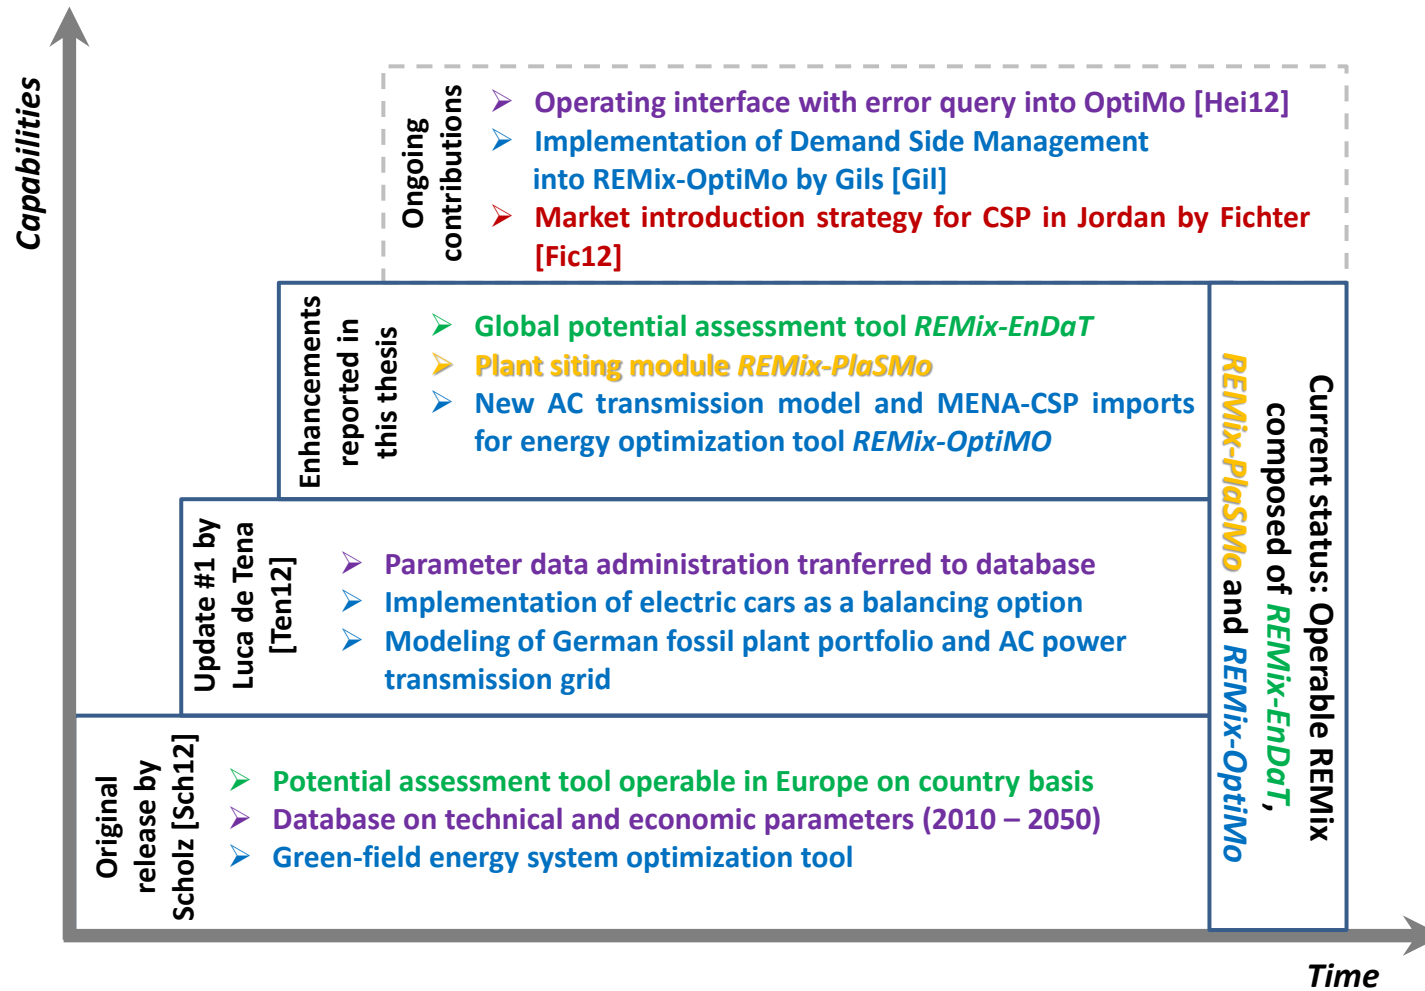 Capabilities
Ongoing
contributions
➢ Operating interface with error query into OptiMo [Hei12]
➢ Implementation of Demand Side Management
into REMix-OptiMo by Gils [Gil]
➢ Market introduction strategy for CSP in Jordan by Fichter
[Fic12]
Enhancements
reported in
this thesis
➢ Global potential assessment tool REMix-EnDaT
➢ Plant siting module REMix-PlaSMo
➢ New AC transmission model and MENA-CSP imports
for energy optimization tool REMix-OptiMO
Update #1 by
Luca de Tena
[Ten12]
➢ Parameter data administration tranferred to database
➢ Implementation of electric cars as a balancing option
➢ Modeling of German fossil plant portfolio and AC power
transmission grid
Original
release by
Scholz [Sch12]
➢ Potential assessment tool operable in Europe on country basis
➢ Database on technical and economic parameters (2010 – 2050)
➢ Green-field energy system optimization tool
Current status: Operable REMix
composed of REMix-EnDaT,
REMix-PlaSMo and REMix-OptiMo
Time